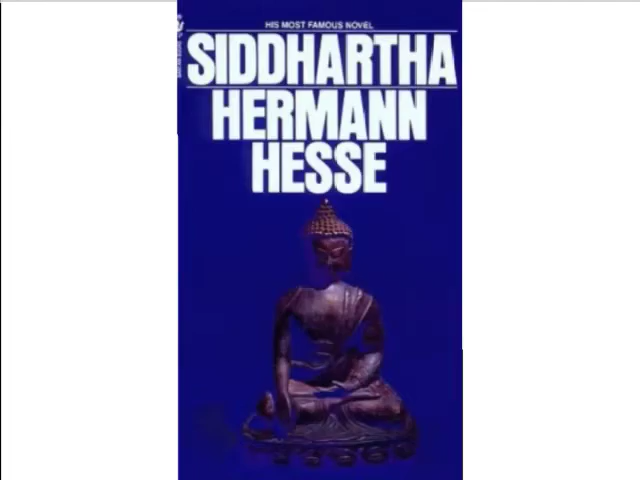 HIS MOST FAMOUS NOVEL
SIDDHARTHA
HERMANN
HESSE